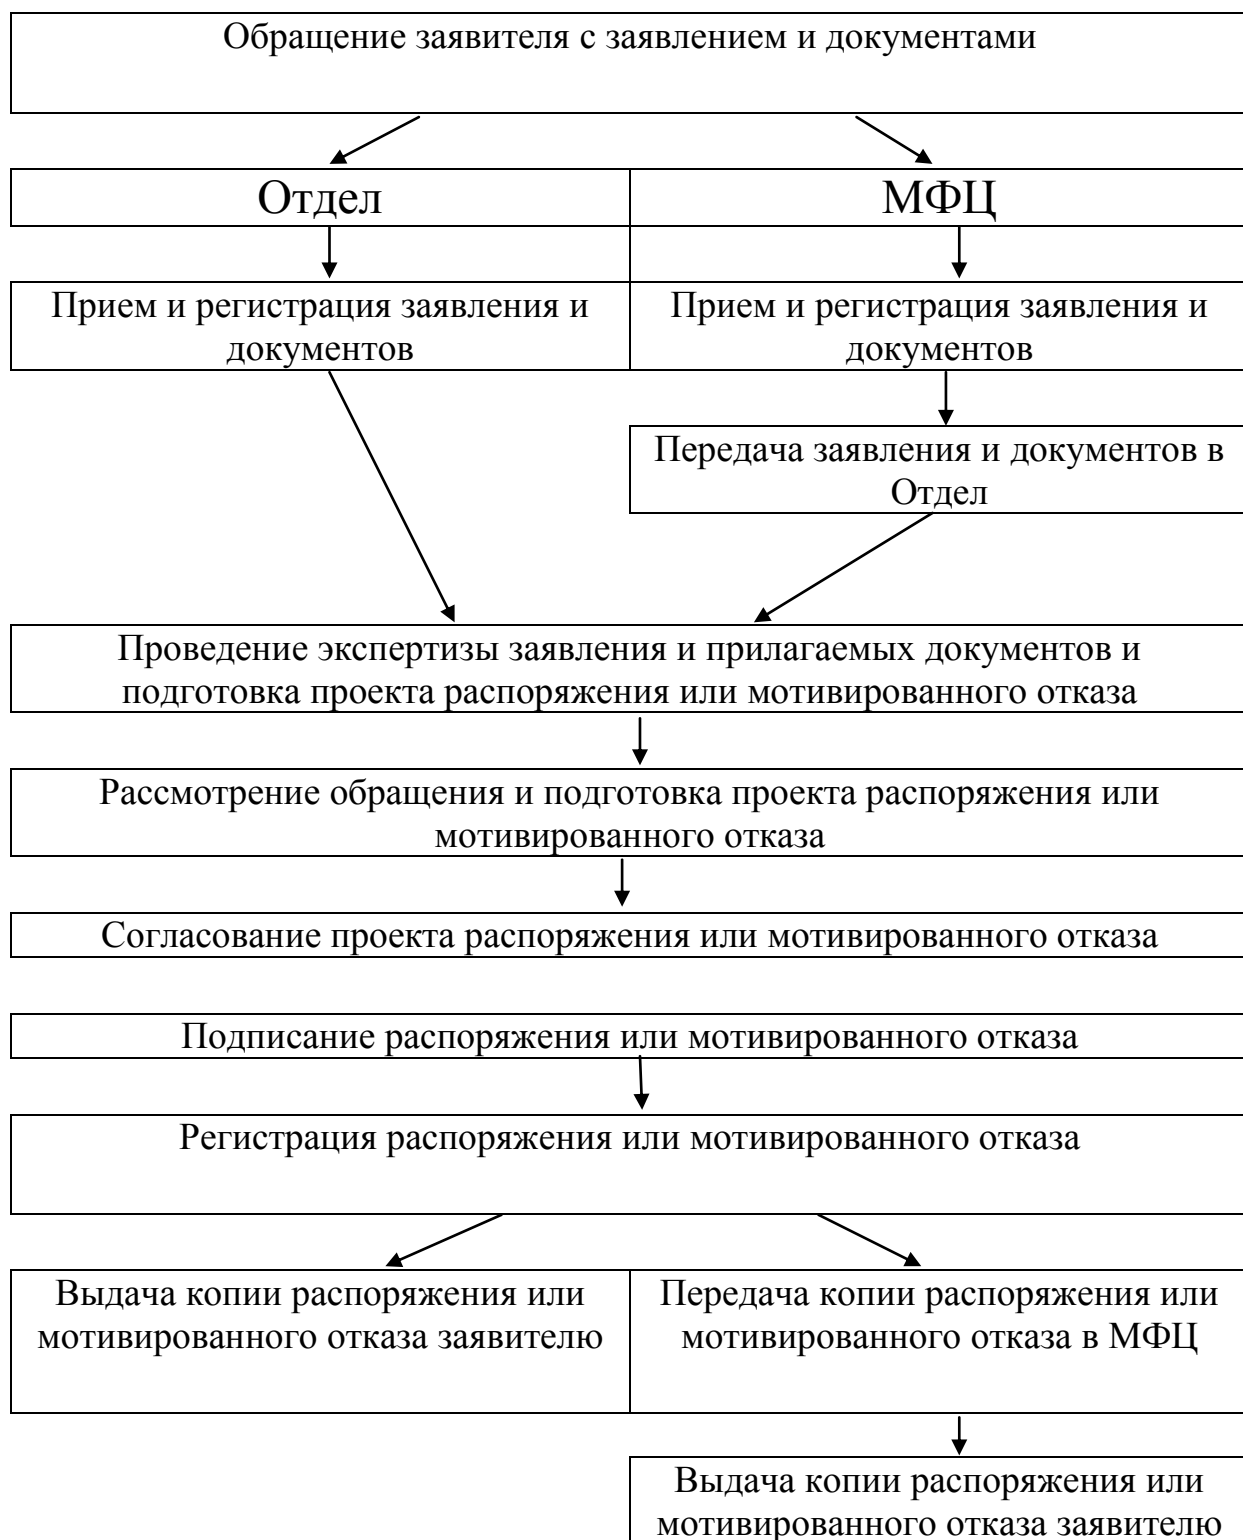 Обращение заявителя с заявлением и документами
Отдел
МФЦ
Прием и регистрация заявления и
документов
Прием и регистрация заявления и
документов
Передача заявления и документов в
Отдел
Проведение экспертизы заявления и прилагаемых документов и
подготовка проекта распоряжения или мотивированного отказа
Рассмотрение обращения и подготовка проекта распоряжения или
мотивированного отказа
Согласование проекта распоряжения или мотивированного отказа
Подписание распоряжения или мотивированного отказа
Регистрация распоряжения или мотивированного отказа
Выдача копии распоряжения или
мотивированного отказа заявителю
Передача копии распоряжения или
мотивированного отказа в МФЦ
Выдача копии распоряжения или
мотивированного отказа заявителю